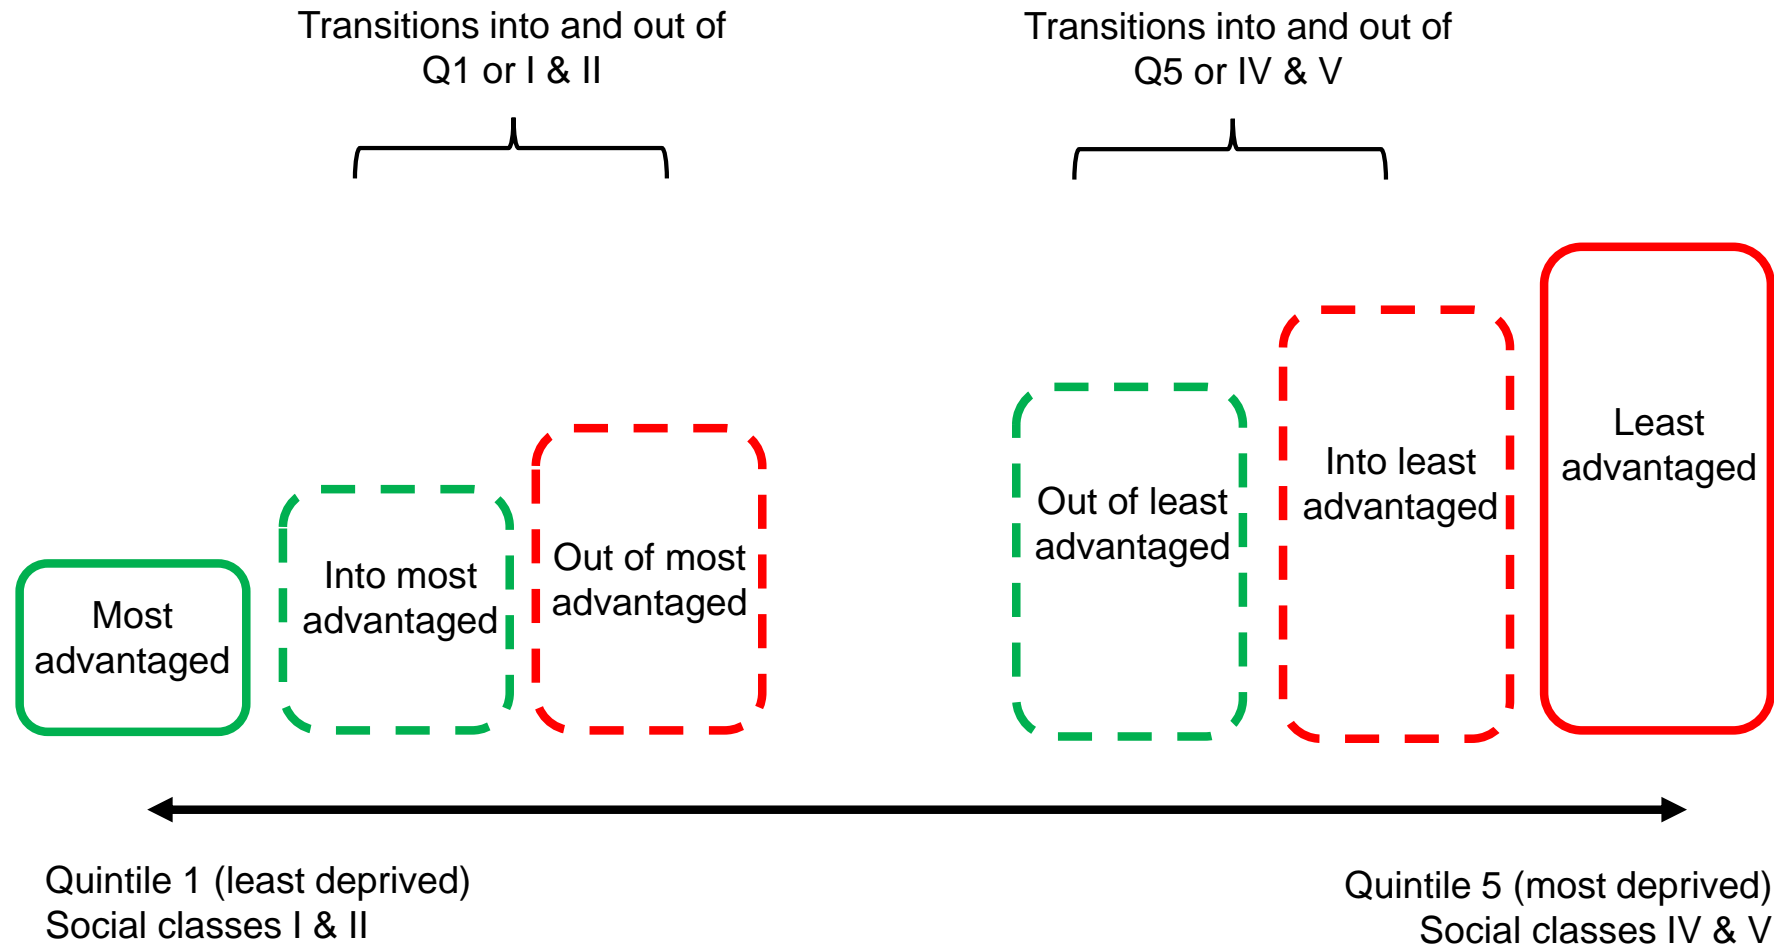 Transitions into and out of
Q1 or I & II
Transitions into and out of
Q5 or IV & V
Most
advantaged
Into most
advantaged
Out of most
advantaged
Out of least
advantaged
Into least
advantaged
Least
advantaged
Quintile 1 (least deprived)
Social classes I & II
Quintile 5 (most deprived)
Social classes IV & V